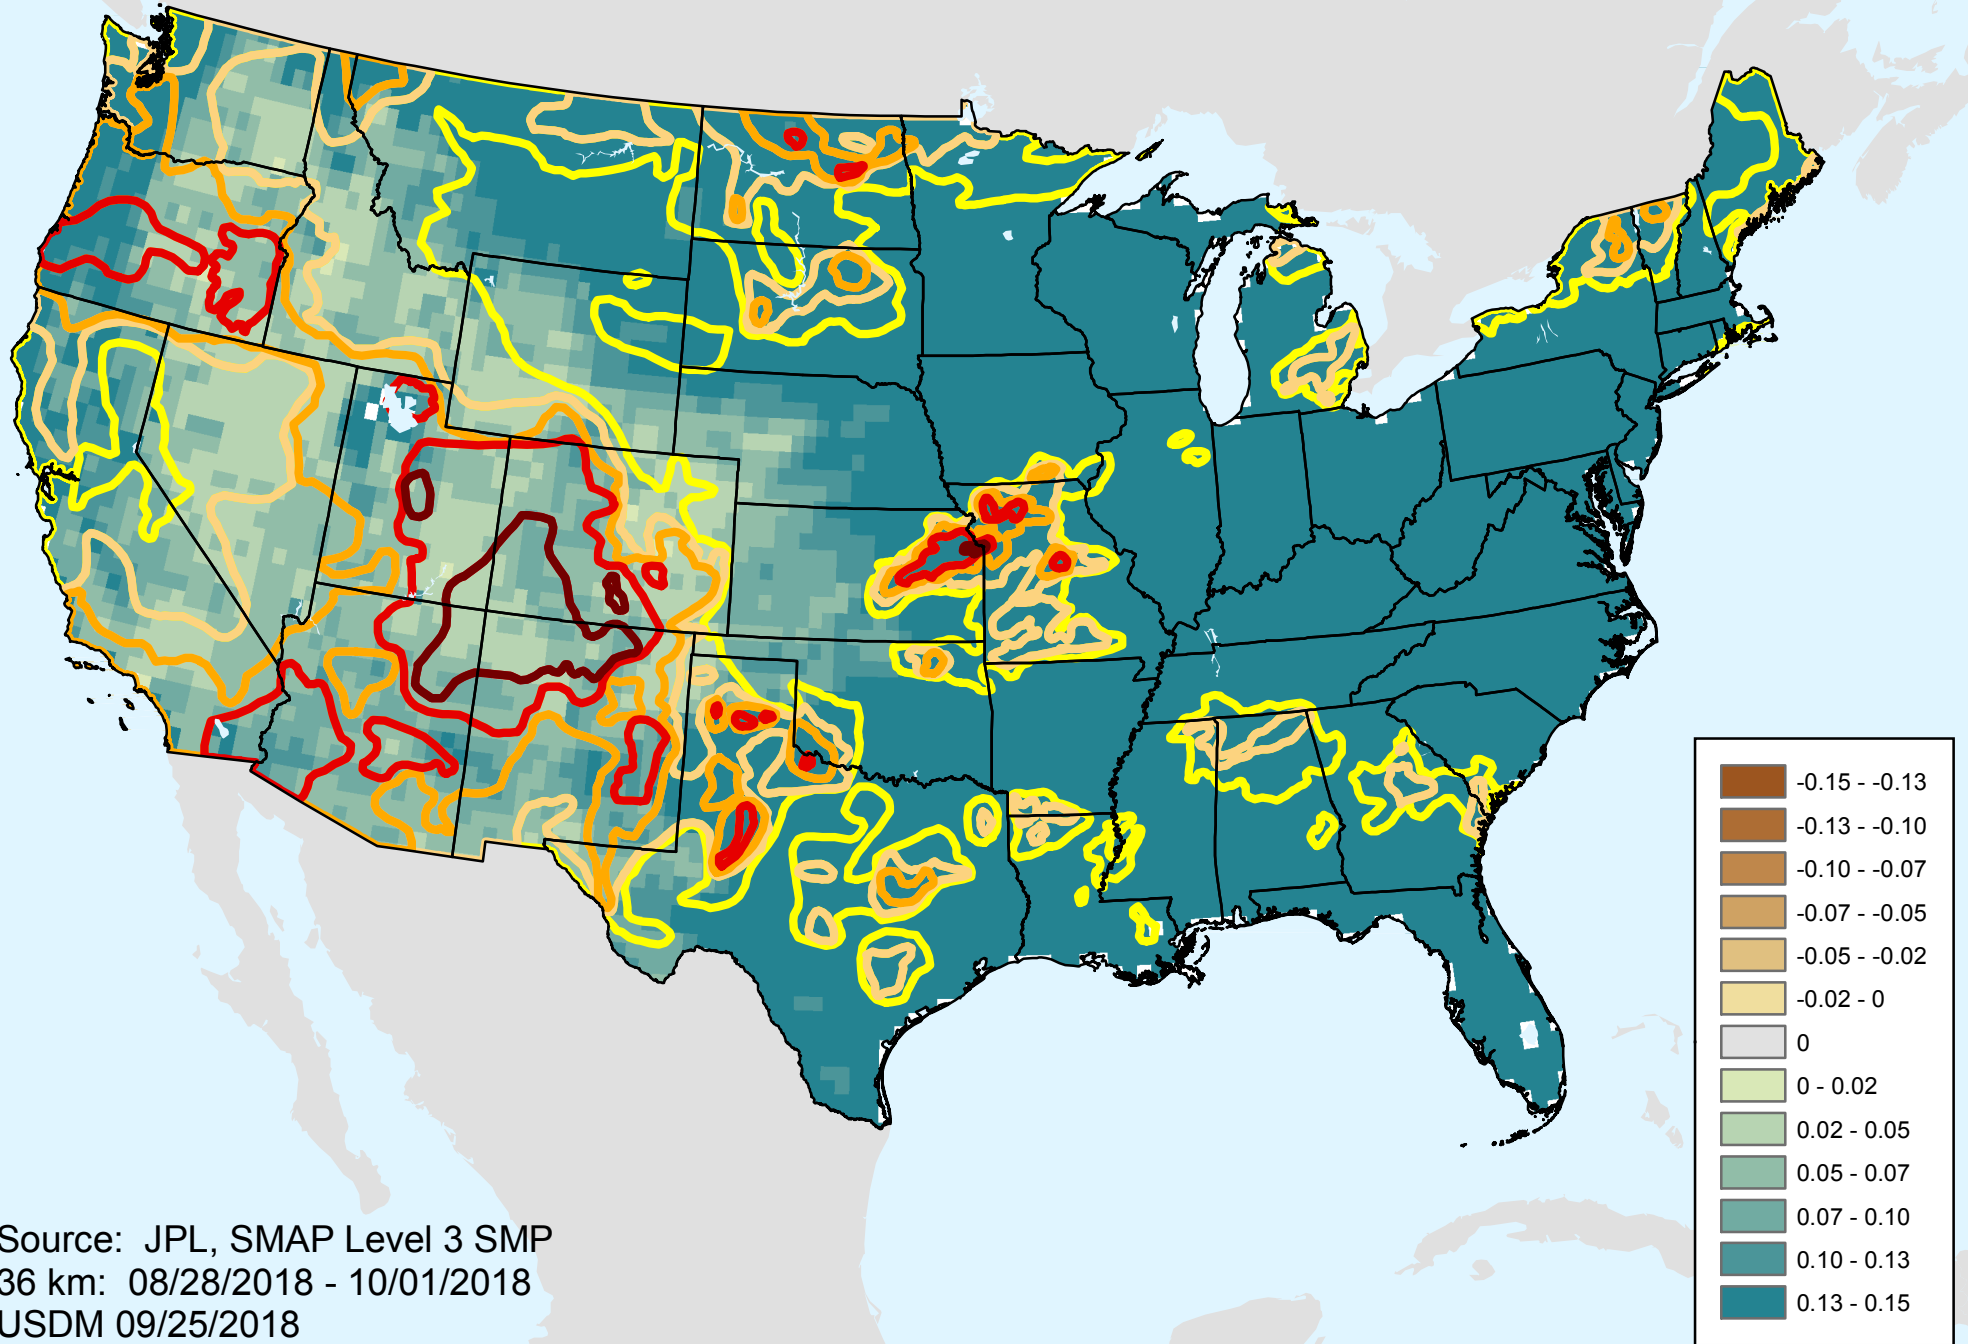 -0.15 - -0.13
-0.13 - -0.10
-0.10 - -0.07
-0.07 - -0.05
-0.05 - -0.02
-0.02 - 0
0
0 - 0.02
0.02 - 0.05
0.05 - 0.07
0.07 - 0.10
0.10 - 0.13
0.13 - 0.15
Source: JPL, SMAP Level 3 SMP
36 km: 08/28/2018 - 10/01/2018
USDM 09/25/2018